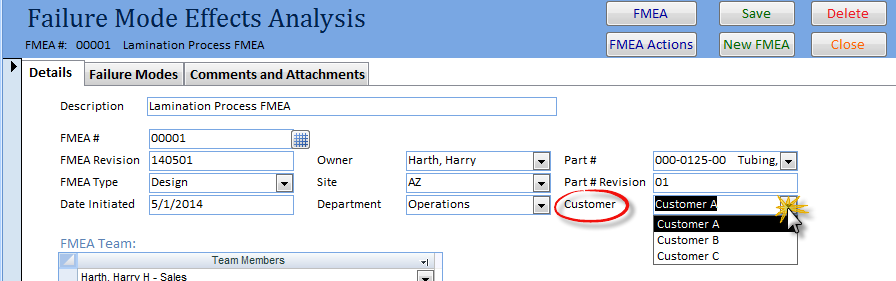 Failure Mode Effects Analysis
FMEA Save Delete
FMEA #: 00001 Lamination Process FMEA
FMEA Actions New FMEA Close
Details Failure Modes Comments and Attachments
Description Lamination Process FMEA
FMEA # 00001
FMEA Revision 140501 Owner Harth, Harry Part # 000-0125-00 Tubing,
FMEA Type Design Site AZ Part # Revision 01
Date Initiated 5/1/2014 Department Operations Customer Customer A
Customer A
Customer B
Customer C
FMEA Team:
Team Members
Harth, Harry H - Sales